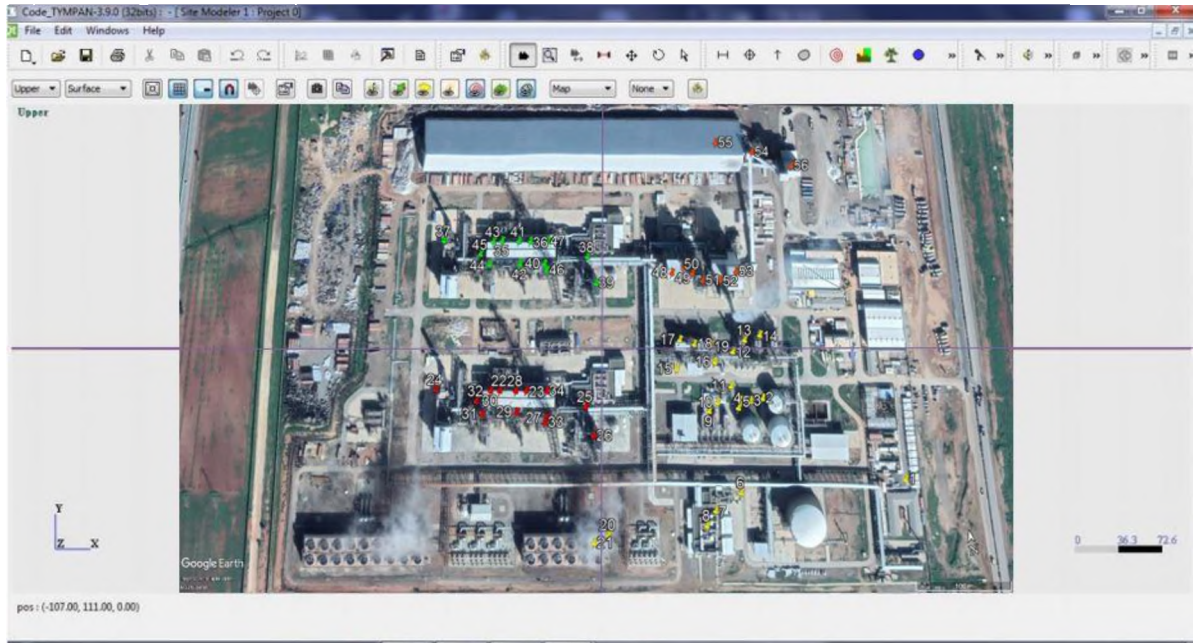 Code_TYMPAN-3.9.0 (32bits) : - [ Site Modeler 1 : Project 0]
File Edit Windows Help
Upper Surface Map None
Upper
55
54
56
37 43 41 36 47 38
45 35
44 42 40 46 39
50
48 49 51 52 53
13 14
17 18 19 12
15 16
24 22 28
32 23 34 25
30
31 29 27 33 26
11
10 4 5 3 2
9
1
6
7
8
20
21
Y
Z X
0 36.3 72.6
Google Earth
pos : (-107.00, 111.00, 0.00)